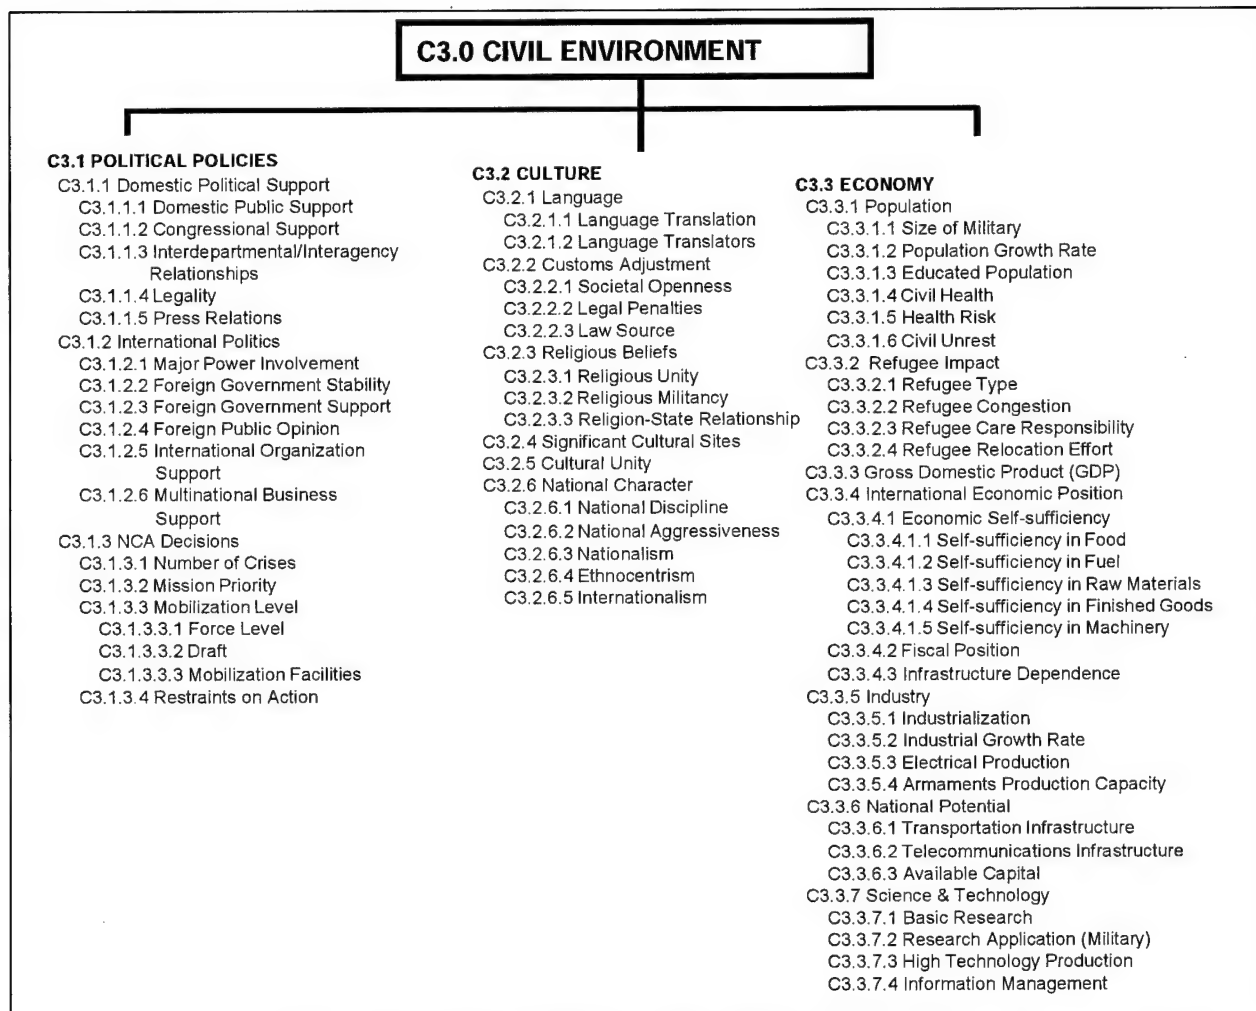 C3.0 CIVIL ENVIRONMENT
C3.1 POLITICAL POLICIES
C3.1.1 Domestic Political Support
C3.1.1.1 Domestic Public Support
C3.1.1.2 Congressional Support
C3.1.1.3 Interdepartmental/Interagency
Relationships
C3.1.1.4 Legality
C3.1.1.5 Press Relations
C3.1.2 International Politics
C3.1.2.1 Major Power Involvement
C3.1.2.2 Foreign Government Stability
C3.1.2.3 Foreign Government Support
C3.1.2.4 Foreign Public Opinion
C3.1.2.5 International Organization
Support
C3.1.2.6 Multinational Business
Support
C3.1.3 NCA Decisions
C3.1.3.1 Number of Crises
C3.1.3.2 Mission Priority
C3.1.3.3 Mobilization Level
C3.1.3.3.1 Force Level
C3.1.3.3.2 Draft
C3.1.3.3.3 Mobilization Facilities
C3.1.3.4 Restraints on Action
C3.2 CULTURE
C3.2.1 Language
C3.2.1.1 Language Translation
C3.2.1.2 Language Translators
C3.2.2 Customs Adjustment
C3.2.2.1 Societal Openness
C3.2.2.2 Legal Penalties
C3.2.2.3 Law Source
C3.2.3 Religious Beliefs
C3.2.3.1 Religious Unity
C3.2.3.2 Religious Militancy
C3.2.3.3 Religion-State Relationship
C3.2.4 Significant Cultural Sites
C3.2.5 Cultural Unity
C3.2.6 National Character
C3.2.6.1 National Discipline
C3.2.6.2 National Aggressiveness
C3.2.6.3 Nationalism
C3.2.6.4 Ethnocentrism
C3.2.6.5 Internationalism
C3.3 ECONOMY
C3.3.1 Population
C3.3.1.1 Size of Military
C3.3.1.2 Population Growth Rate
C3.3.1.3 Educated Population
C3.3.1.4 Civil Health
C3.3.1.5 Health Risk
C3.3.1.6 Civil Unrest
C3.3.2 Refugee Impact
C3.3.2.1 Refugee Type
C3.3.2.2 Refugee Congestion
C3.3.2.3 Refugee Care Responsibility
C3.3.2.4 Refugee Relocation Effort
C3.3.3 Gross Domestic Product (GDP)
C3.3.4 International Economic Position
C3.3.4.1 Economic Self-sufficiency
C3.3.4.1.1 Self-sufficiency in Food
C3.3.4.1.2 Self-sufficiency in Fuel
C3.3.4.1.3 Self-sufficiency in Raw Materials
C3.3.4.1.4 Self-sufficiency in Finished Goods
C3.3.4.1.5 Self-sufficiency in Machinery
C3.3.4.2 Fiscal Position
C3.3.4.3 Infrastructure Dependence
C3.3.5 Industry
C3.3.5.1 Industrialization
C3.3.5.2 Industrial Growth Rate
C3.3.5.3 Electrical Production
C3.3.5.4 Armaments Production Capacity
C3.3.6 National Potential
C3.3.6.1 Transportation Infrastructure
C3.3.6.2 Telecommunications Infrastructure
C3.3.6.3 Available Capital
C3.3.7 Science & Technology
C3.3.7.1 Basic Research
C3.3.7.2 Research Application (Military)
C3.3.7.3 High Technology Production
C3.3.7.4 Information Management